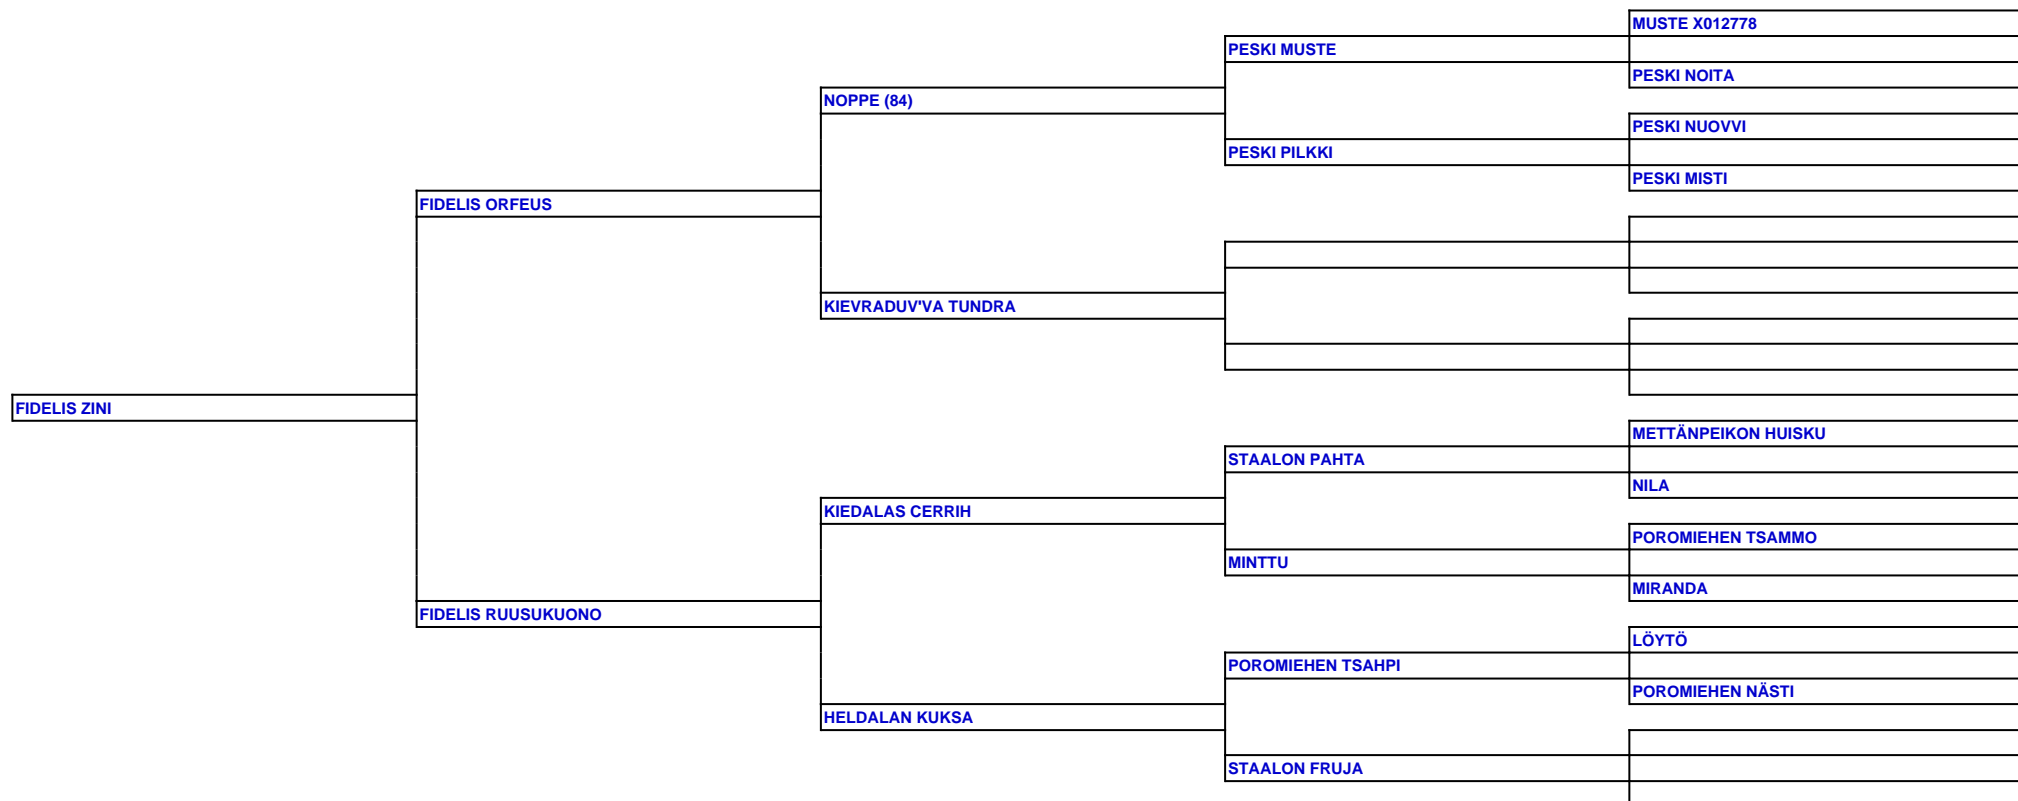 MUSTE X012778
PESKI MUSTE
PESKI NOITA
NOPPE (84)
PESKI NUOVVI
PESKI PILKKI
PESKI MISTI
FIDELIS ORFEUS
KIEVRADUV'VA TUNDRA
FIDELIS ZINI
METTÄNPEIKON HUISKU
STAALON PAHTA
NILA
KIEDALAS CERRIH
POROMIEHEN TSAMMO
MINTTU
MIRANDA
FIDELIS RUUSUKUONO
LÖYTÖ
POROMIEHEN TSAHPI
POROMIEHEN NÄSTI
HELDALAN KUKSA
STAALON FRUJA